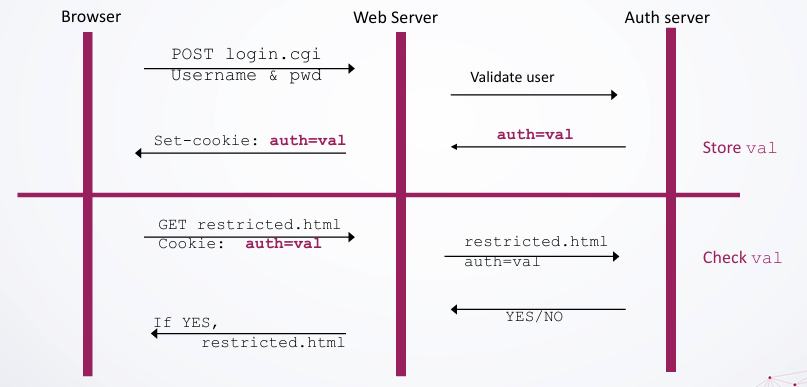 Browser
Web Server
Auth server
POST login.cgi
Username & pwd
Validate user
Set-cookie: auth=val
auth=val
Store val
GET restricted.html
Cookie: auth=val
restricted.html
auth=val
Check val
YES/NO
If YES,
restricted.html